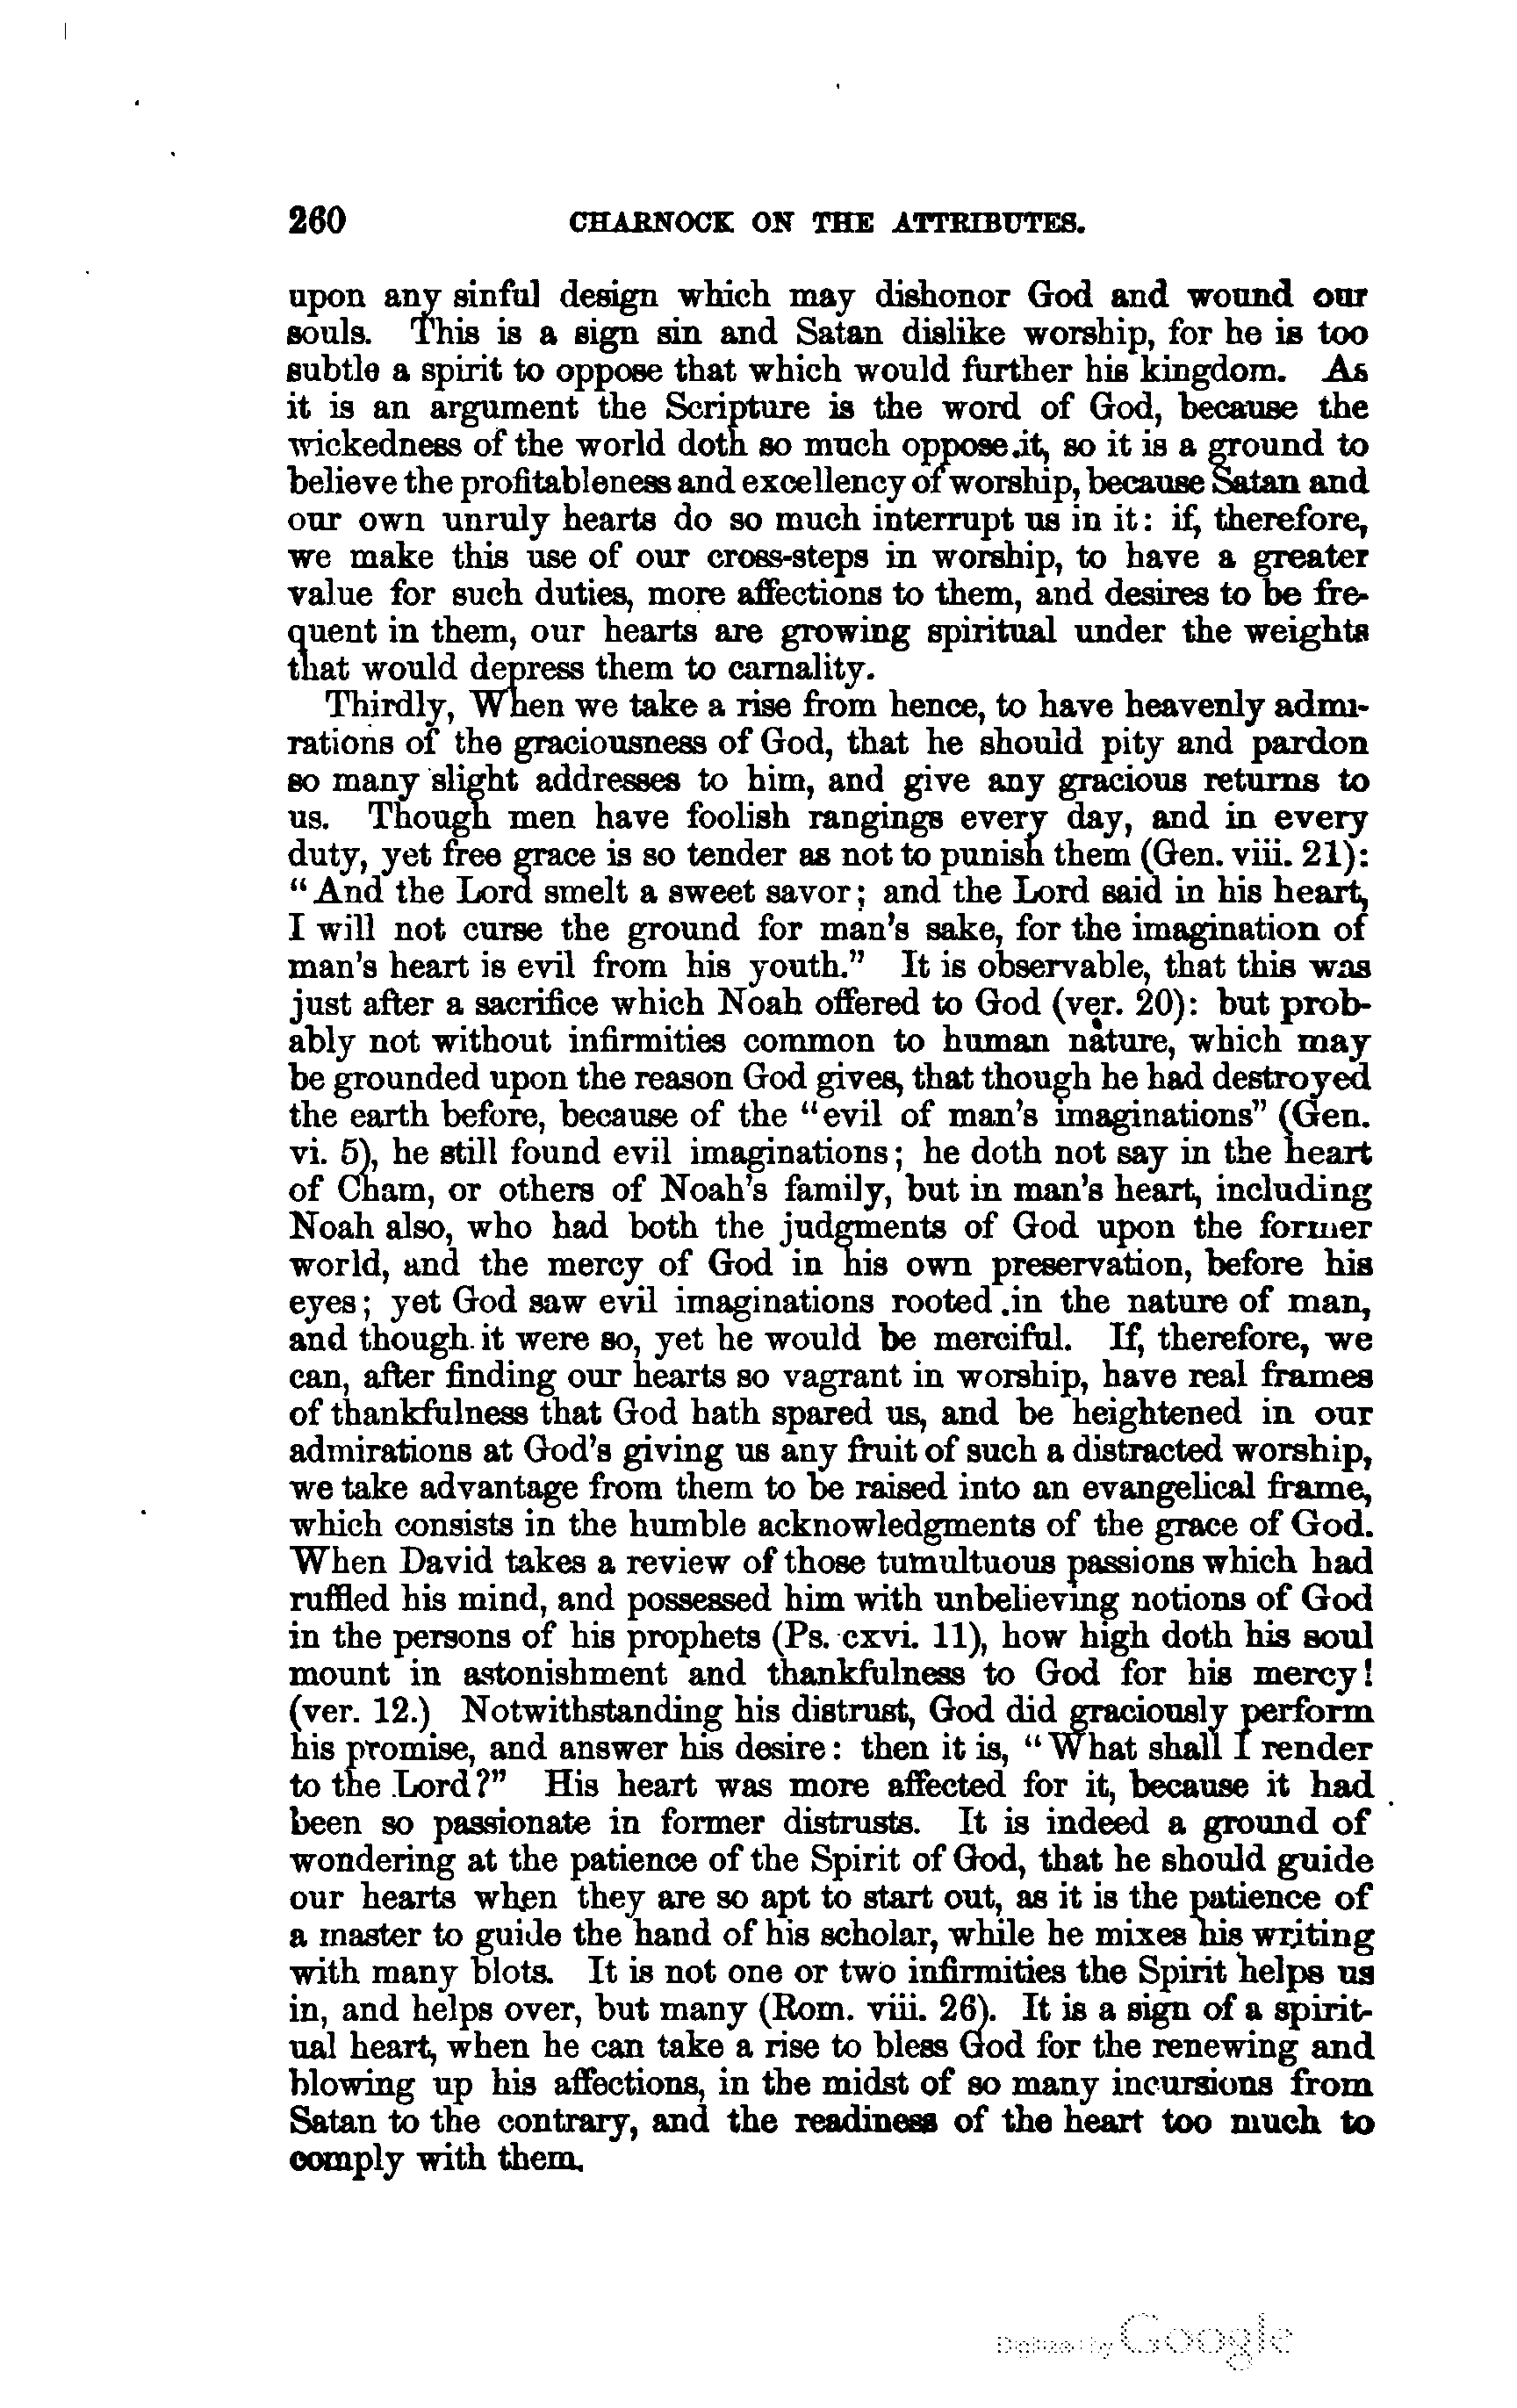 260 CHARNOCK ON THE ATTRIBUTES.
upon any sinful design which may dishonor God and wound our
souls. This is a sign sin and Satan dislike worship, for he is too
subtle a spirit to oppose that which would further his kingdom. As
it is an argument the Scripture is the word of God, because the
wickedness of the world doth so much oppose it, so it is a ground to
believe the profitableness and excellency of worship, because Satan and
our own unruly hearts do so much interrupt us in it: if, therefore,
we make this use of our cross-steps in worship, to have a greater
value for such duties, more affections to them, and desires to be fre-
quent in them, our hearts are growing spiritual under the weights
that would depress them to carnality.
Thirdly, When we take a rise from hence, to have heavenly admi-
rations of the graciousness of God, that he should pity and pardon
so many slight addresses to him, and give any gracious returns to
us. Though men have foolish rangings every day, and in every
duty, yet free grace is so tender as not to punish them (Gen. viii. 21):
"And the Lord smelt a sweet savor; and the Lord said in his heart,
I will not curse the ground for man's sake, for the imagination of
man's heart is evil from his youth." It is observable, that this was
just after a sacrifice which Noah offered to God (ver. 20): but prob-
ably not without infirmities common to human nature, which may
be grounded upon the reason God gives, that though he had destroyed
the earth before, because of the "evil of man's imaginations" (Gen.
vi. 5), he still found evil imaginations; he doth not say in the heart
of Cham, or others of Noah's family, but in man's heart, including
Noah also, who had both the judgments of God upon the former
world, and the mercy of God in his own preservation, before his
eyes; yet God saw evil imaginations rooted in the nature of man,
and though it were so, yet he would be merciful. If, therefore, we
can, after finding our hearts so vagrant in worship, have real frames
of thankfulness that God hath spared us, and be heightened in our
admirations at God's giving us any fruit of such a distracted worship,
we take advantage from them to be raised into an evangelical frame,
which consists in the humble acknowledgments of the grace of God.
When David takes a review of those tumultuous passions which had
ruffled his mind, and possessed him with unbelieving notions of God
in the persons of his prophets (Ps. cxvi. 11), how high doth his soul
mount in astonishment and thankfulness to God for his mercy!
(ver. 12.) Notwithstanding his distrust, God did graciously perform
his promise, and answer his desire: then it is, "What shall I render
to the Lord?" His heart was more affected for it, because it had
been so passionate in former distrusts. It is indeed a ground of
wondering at the patience of the Spirit of God, that he should guide
our hearts when they are so apt to start out, as it is the patience of
a master to guide the hand of his scholar, while he mixes his writing
with many blots. It is not one or two infirmities the Spirit helps us
in, and helps over, but many (Rom. viii. 26). It is a sign of a spirit-
ual heart, when he can take a rise to bless God for the renewing and
blowing up his affections, in the midst of so many incursions from
Satan to the contrary, and the readiness of the heart too much to
comply with them.
Digitized by Google